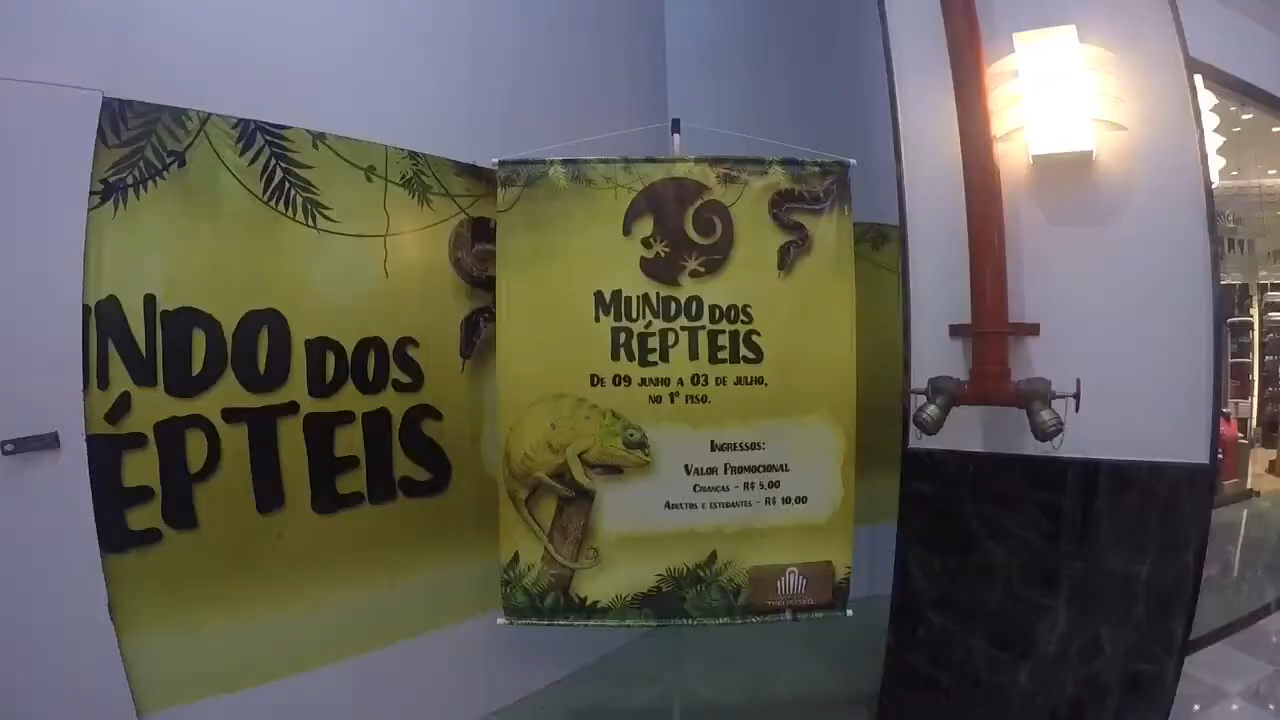 NDO DOS
ÉPTEIS
MUNDO DOS
RÉPTEIS
DE 09 JUNHO A 03 DE JULHO,
NO 1º PISO.
INGRESSOS:
VALOR PROMOCIONAL
CRIANÇAS - R$ 5,00
ADULTOS E ESTUDANTES - R$ 10,00